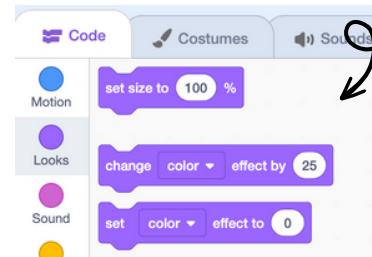 Code Costumes Sounds
Motion
set size to 100 %
Looks
change color effect by 25
Sound
set color effect to 0